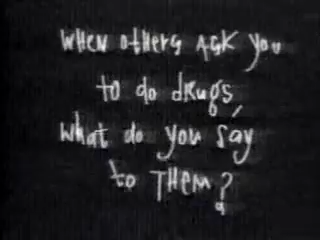 WHEN OTHERS ASK YOU
TO do dRUgS,
What do YOU SAY
to THEM?